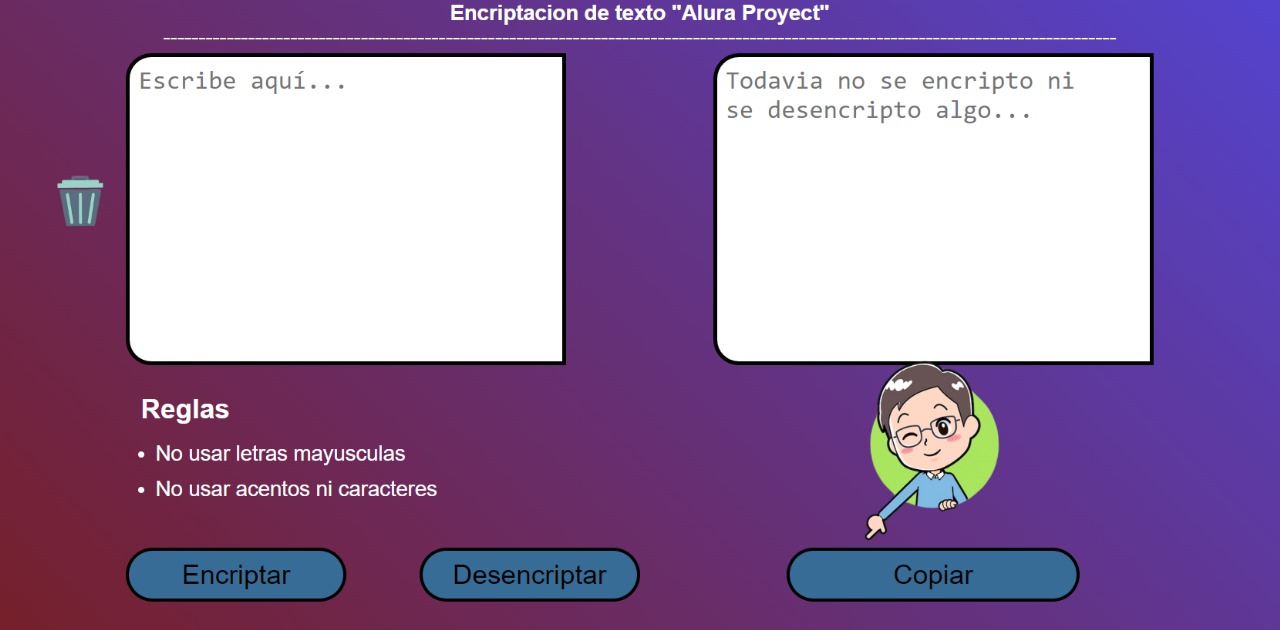 Encriptacion de texto "Alura Proyect"
Escribe aquí...
Todavia no se encripto ni
se desencripto algo...
Reglas
No usar letras mayusculas
No usar acentos ni caracteres
Encriptar
Desencriptar
Copiar